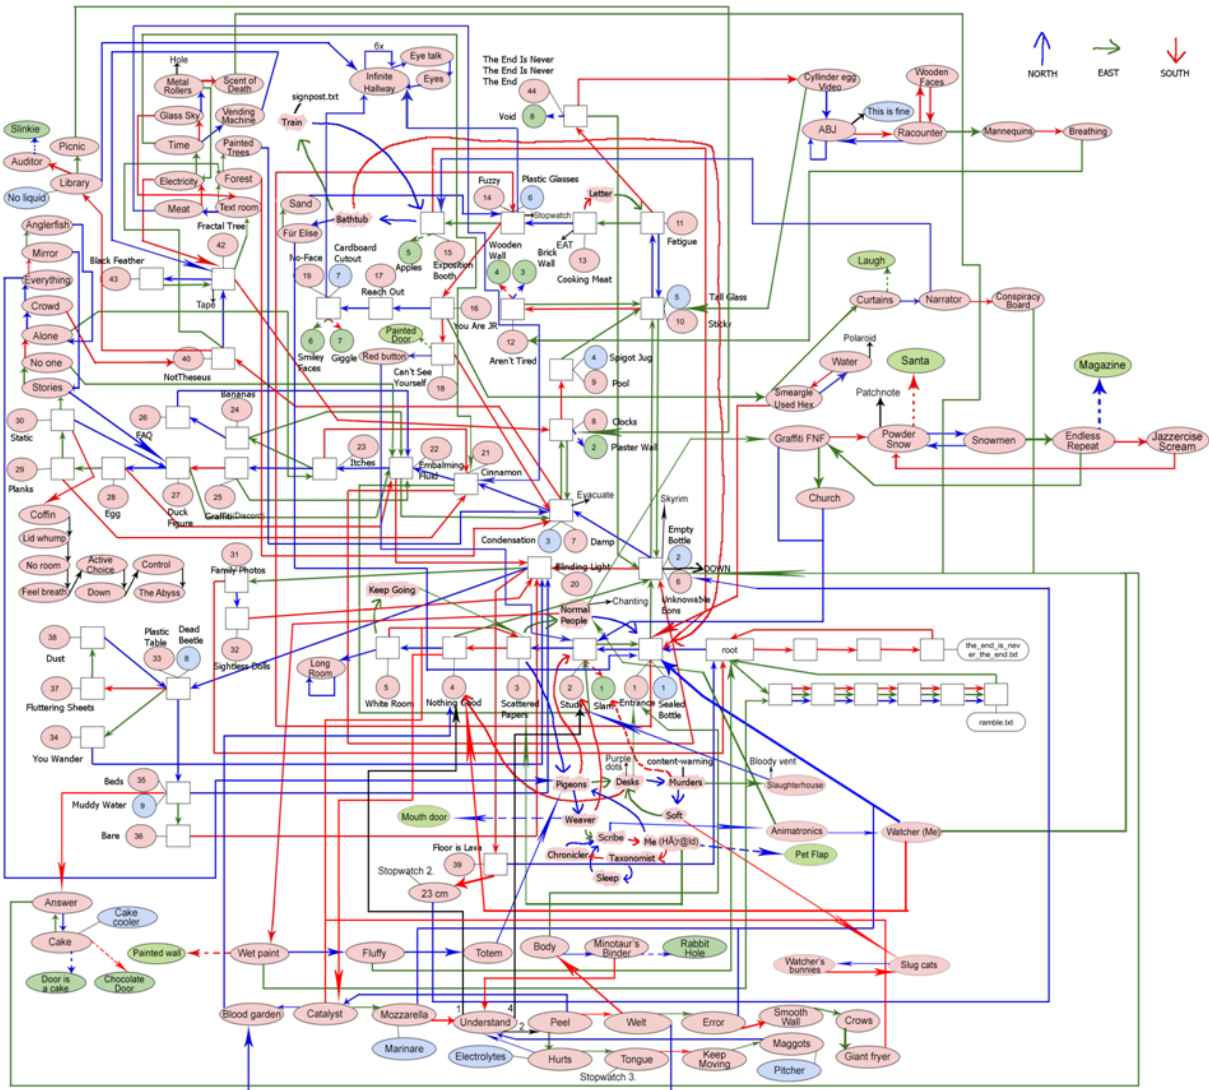 6x
Eye talk
Infinite
Hallway
Eyes
The End Is Never
The End Is Never
The End
44
Void
8
NORTH
EAST
SOUTH
Hole
Metal
Rollers
Scent of
Death
Glass Sky
Vending
Machine
Time
Painted
Trees
Electricity
Forest
Meat
Text room
Fractal Tree
42
signpost.txt
Train
Slinkie
Auditor
Picnic
Library
No liquid
Cyllinder egg
Video
Wooden
Faces
This is fine
ABJ
Racounter
Mannequins
Breathing
Anglerfish
Mirror
Everything
Crowd
Alone
No one
Stories
Black Feather
43
Tape
40
NotTheseus
Sand
Für Elise
Bathtub
No-Face
19
Cardboard
Cutout
7
17
Reach Out
5
Apples
15
Exposition
Booth
Fuzzy
14
Plastic Glasses
6
Stopwatch
Letter
EAT
Brick
Wall
13
Cooking Meat
11
Fatigue
Wooden
Wall
4
3
5
Tall Glass
10
Sticky
16
You Are JR
12
Aren't Tired
6
Smiley
Faces
7
Giggle
Painted
Door
Red button
Can't See
Yourself
18
4
Spigot Jug
9
Pool
8
Clocks
2
Plaster Wall
Laugh
Curtains
Narrator
Conspiracy
Board
Polaroid
Water
Smeargle
Used Hex
Santa
Patchnote
Magazine
Graffiti FNF
Powder
Snow
Snowmen
Endless
Repeat
Jazzercise
Scream
Church
30
Static
29
Planks
28
Egg
26
FAQ
24
Bananas
27
Duck
Figure
25
Graffiti(Discord)
23
Itches
22
Embalming
Fluid
21
Cinnamon
Evacuate
Condensation
3
7
Damp
Skyrim
Empty
Bottle
2
DOWN
6
Unknowable
Eons
Blinding Light
20
Coffin
Lid whump
No room
Feel breath
Active
Choice
Down
Control
The Abyss
31
Family Photos
32
Sightless Dolls
Keep Going
Normal
People
Chanting
Long
Room
5
White Room
4
Nothing Good
3
Scattered
Papers
2
Study
1
Slam
1
Entrance
1
Sealed
Bottle
root
the_end_is_nev
er_the_end.txt
ramble.txt
38
Dust
Plastic
Table
33
Dead
Beetle
8
37
Fluttering Sheets
34
You Wander
Beds
35
Muddy Water
9
Bare
36
Purple
dots
content-warning
Bloody vent
Pigeons
Desks
Murders
Slaughterhouse
Mouth door
Weaver
Soft
Scribe
Me (HÃ¦r@ld)
Chronicler
Taxonomist
Sleep
Animatronics
Watcher (Me)
Pet Flap
Floor is Lava
39
Stopwatch 2.
23 cm
Answer
Cake
cooler
Cake
Painted wall
Door is
a cake
Chocolate
Door
Wet paint
Fluffy
Totem
Body
Minotaur's
Binder
Rabbit
Hole
Watcher's
bunnies
Slug cats
Blood garden
Catalyst
Mozzarella
1
4
Understand
2
Peel
Welt
Error
Smooth
Wall
Crows
Marinare
Electrolytes
Hurts
Tongue
Keep
Moving
Maggots
Giant fryer
Pitcher
Stopwatch 3.